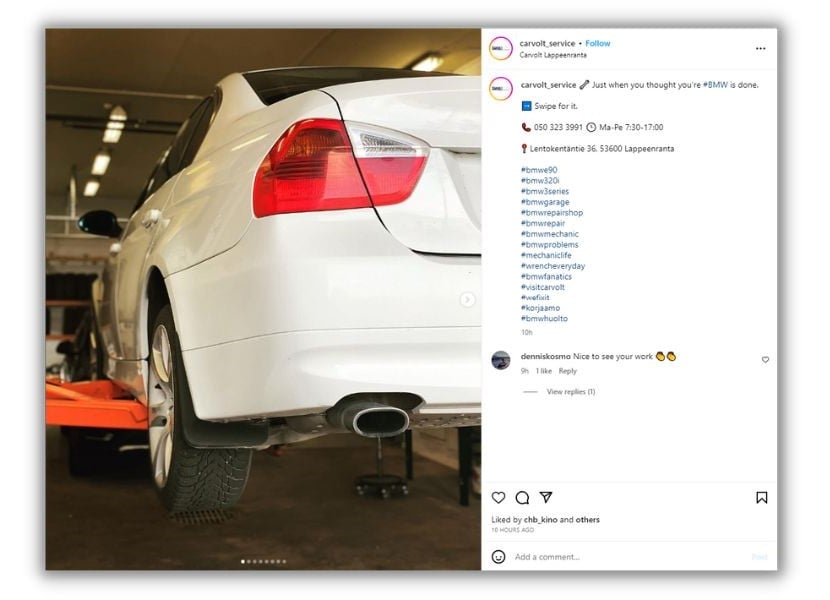 carvolt_service • Follow
Carvolt Lappeenranta
carvolt_service 🔧 Just when you thought you're #BMW is done.
➡️ Swipe for it.
📞 050 323 3991 🕒 Ma-Pe 7:30-17:00
📍 Lentokentäntie 36, 53600 Lappeenranta
#bmwe90
#bmw320i
#bmw3series
#bmwgarage
#bmwrepairshop
#bmwrepair
#bmwmechanic
#bmwproblems
#mechaniclife
#wrencheveryday
#bmwfanatics
#visitcarvolt
#wefixit
#korjaamo
#bmwhuolto
10h
denniskosmo Nice to see your work 👏👏
9h 1 like Reply
View replies (1)
Liked by chb_kino and others
10 HOURS AGO
Add a comment...
Post